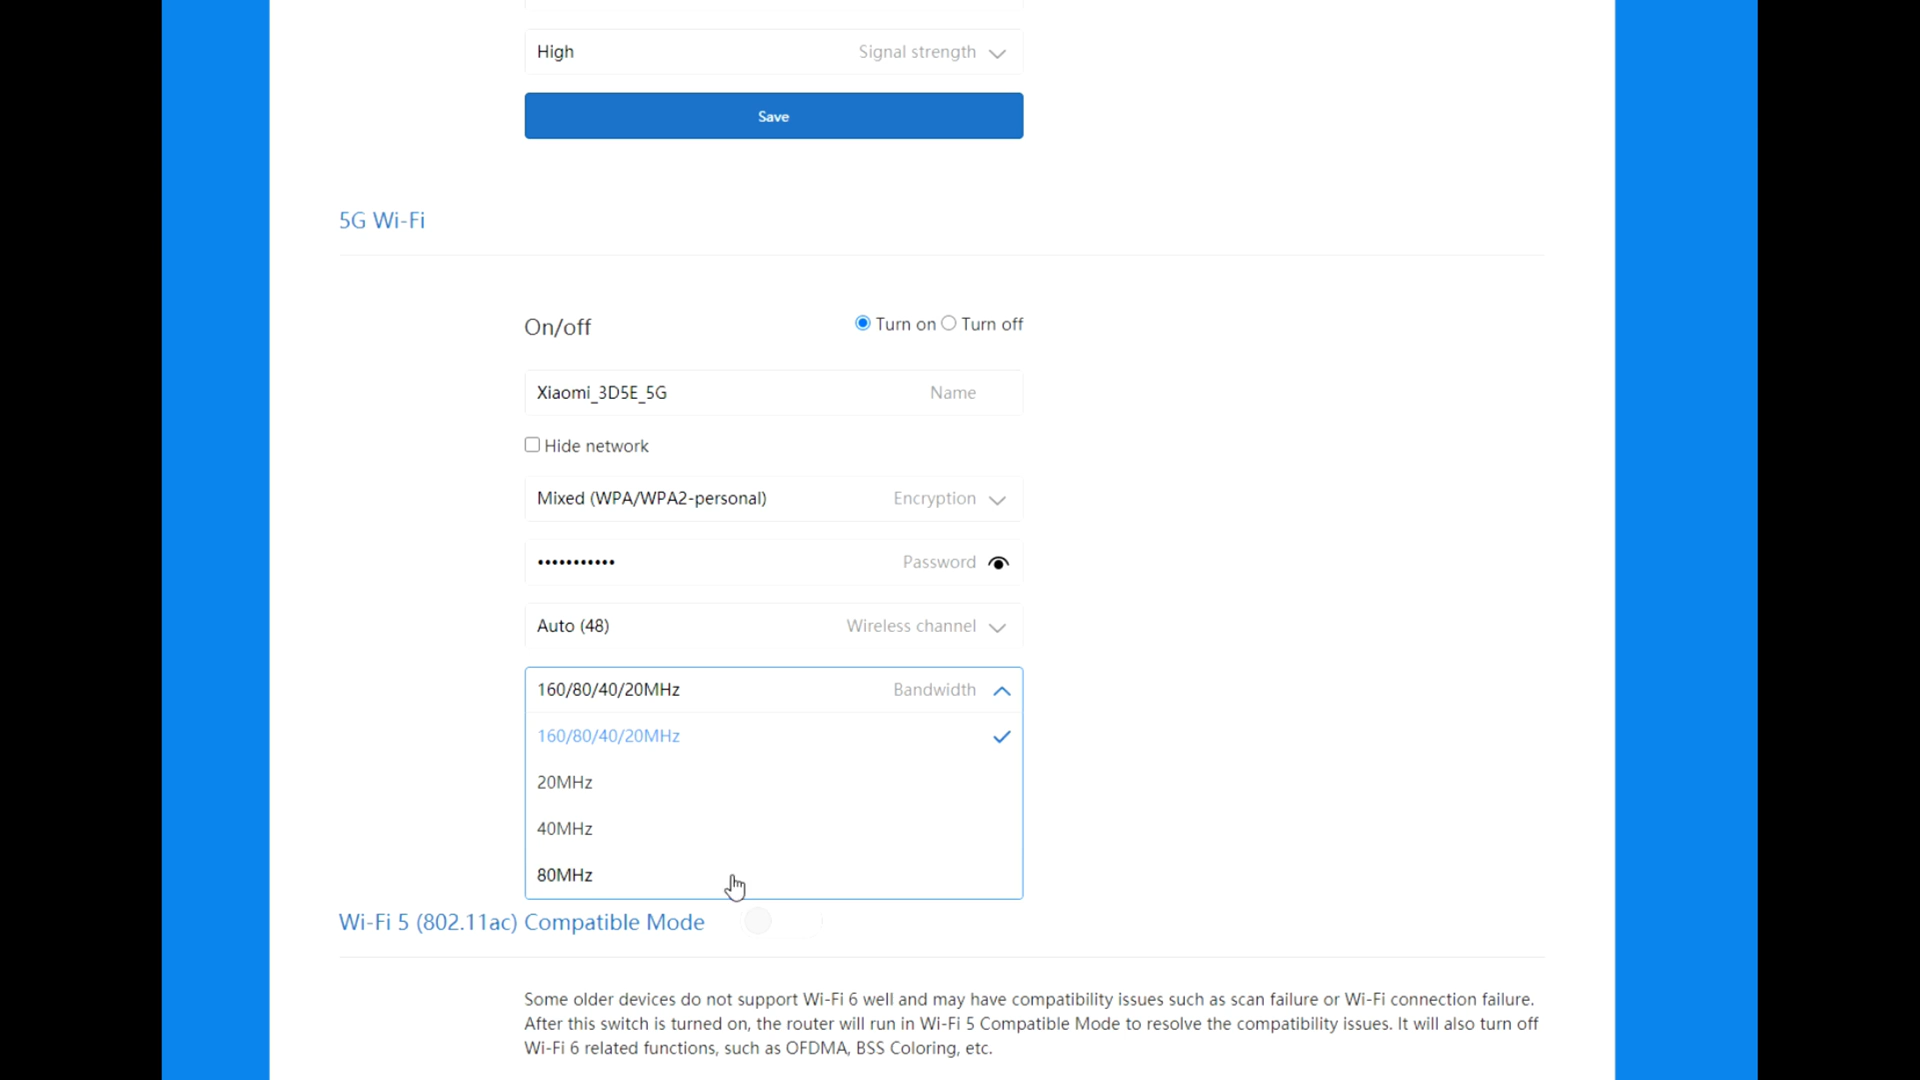 High Signal strength
Save
5G Wi-Fi
On/off Turn on Turn off
Xiaomi_3D5E_5G Name
Hide network
Mixed (WPA/WPA2-personal) Encryption
••••••••••• Password
Auto (48) Wireless channel
160/80/40/20MHz Bandwidth
160/80/40/20MHz
20MHz
40MHz
80MHz
Wi-Fi 5 (802.11ac) Compatible Mode
Some older devices do not support Wi-Fi 6 well and may have compatibility issues such as scan failure or Wi-Fi connection failure.
After this switch is turned on, the router will run in Wi-Fi 5 Compatible Mode to resolve the compatibility issues. It will also turn off
Wi-Fi 6 related functions, such as OFDMA, BSS Coloring, etc.